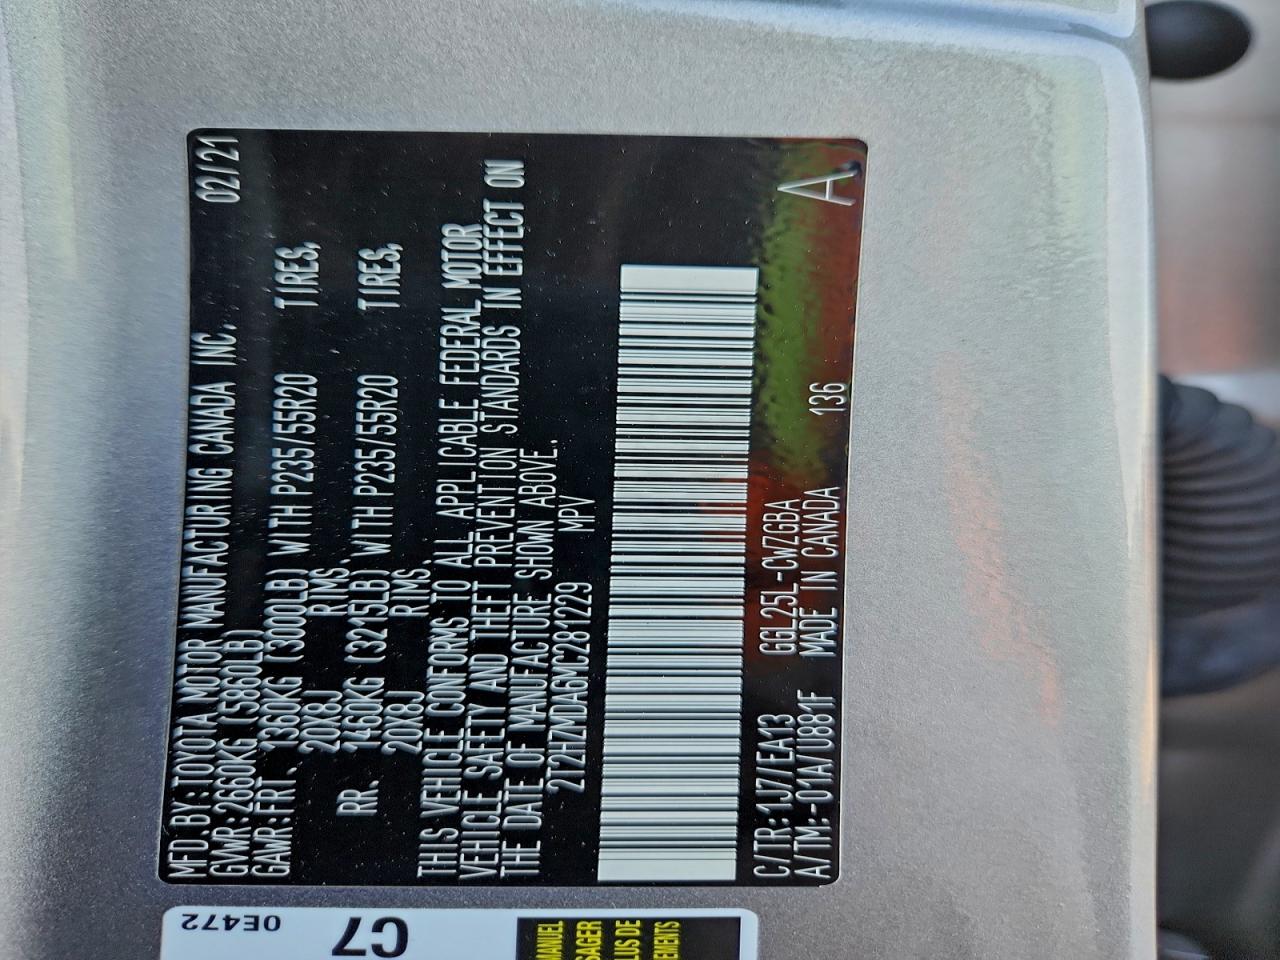 MFD.BY:TOYOTA MOTOR MANUFACTURING CANADA INC. 02/21
GVWR:2660KG (5860LB)
GAWR:FRT. 1360KG (3000LB) WITH P235/55R20 TIRES,
20X8J RIMS,
RR. 1460KG (3215LB) WITH P235/55R20 TIRES,
20X8J RIMS.
THIS VEHICLE CONFORMS TO ALL APPLICABLE FEDERAL MOTOR
VEHICLE SAFETY AND THEFT PREVENTION STANDARDS IN EFFECT ON
THE DATE OF MANUFACTURE SHOWN ABOVE.
2T2HZMDA6MC281229 MPV
C/TR:1J7/EA13 GGL25L-CWZGBA
A/TM:-01A/U881F MADE IN CANADA 136 A
0E472
C7
MANUEL
PLUS DE